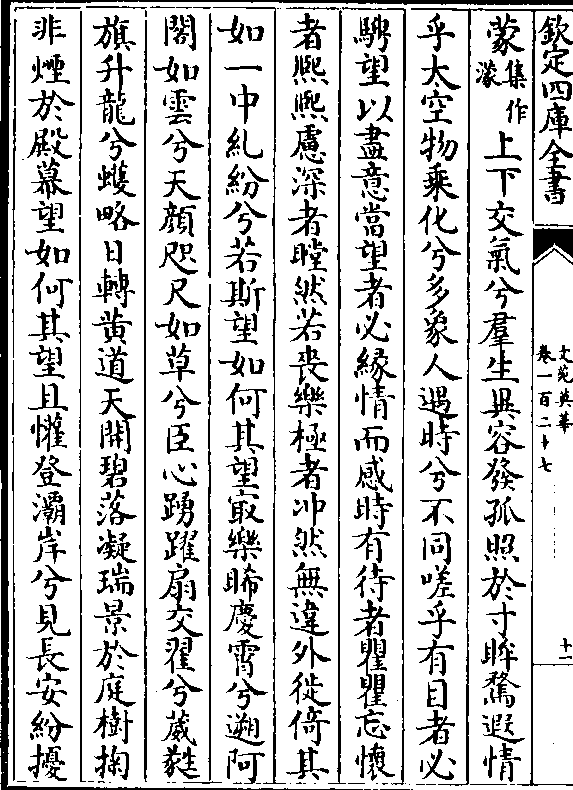 欽定四庫全書
文苑英華
卷一百二十七
十一
蒙集作濛上下交氣兮羣生異容發孤照於寸眸騖遐情
乎太空物乘化兮多象人遇時兮不同嗟乎有目者必
騁望以盡意當望者必緣情而感時有待者瞿瞿忘懷
者熙熙慮深者瞠然若喪樂極者冲然無違外徙倚其
如一中糺紛兮若斯望如何其望㝡樂睎慶霄兮遡阿
閣如雲兮天顔咫尺如草兮臣心踴躍扇交翟兮葳蕤
旗升龍兮蠖略日轉黄道天開碧落凝瑞景於庭樹掬
非煙於殿幕望如何其望且懽登灞岸兮見長安紛擾